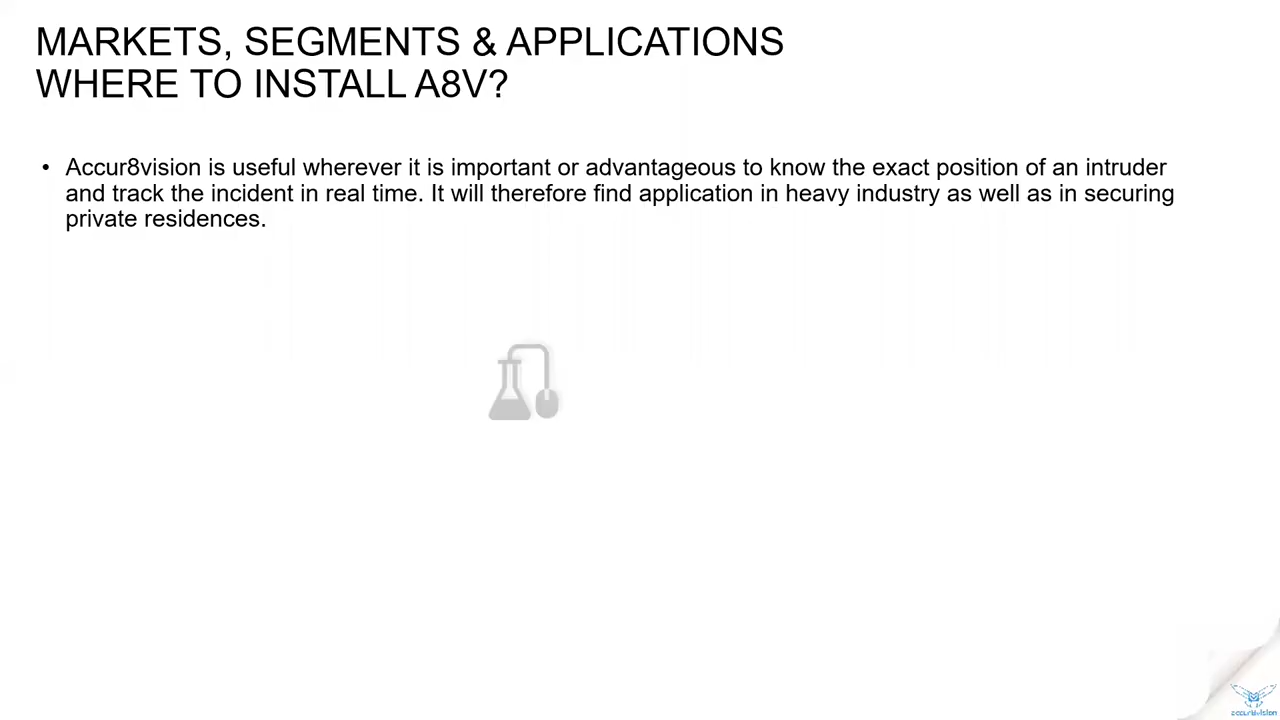 MARKETS, SEGMENTS & APPLICATIONS
WHERE TO INSTALL A8V?
• Accur8vision is useful wherever it is important or advantageous to know the exact position of an intruder
and track the incident in real time. It will therefore find application in heavy industry as well as in securing
private residences.
accur8vision